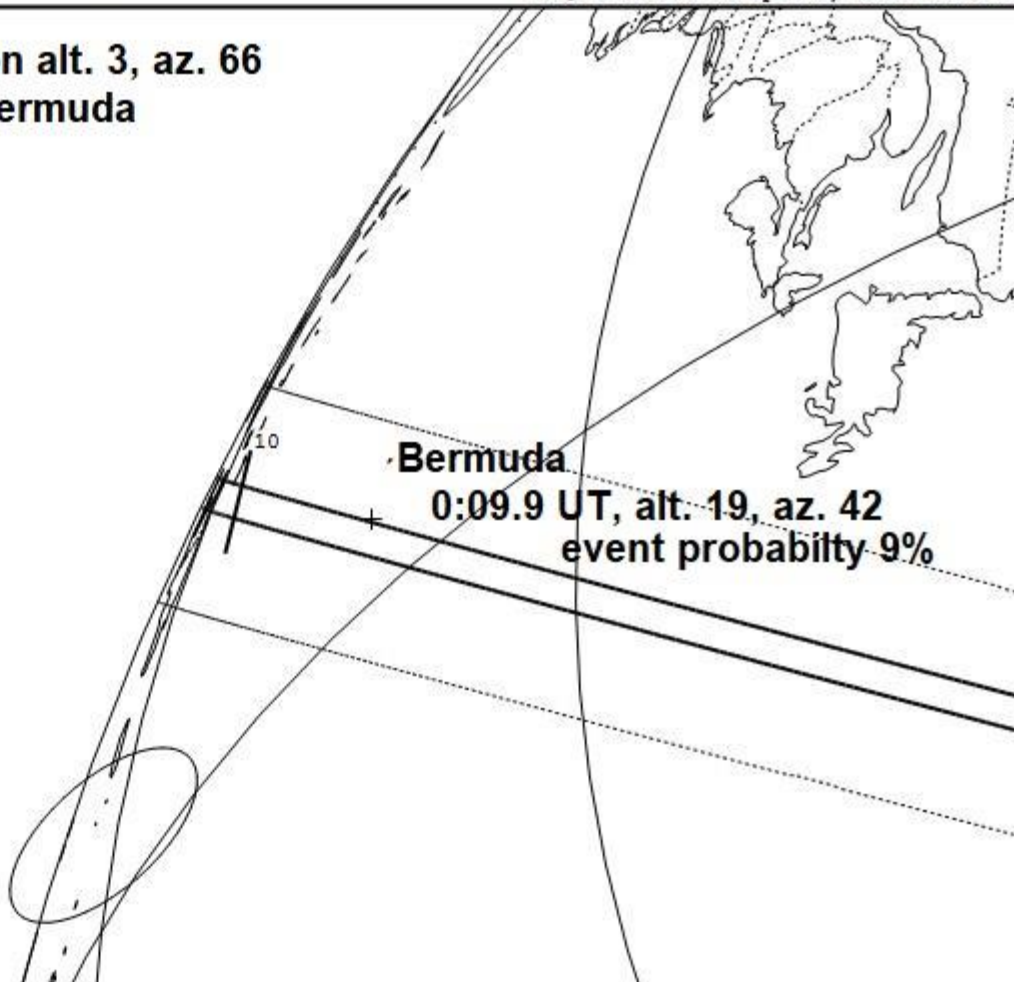 n alt. 3, az. 66
ermuda
10
Bermuda
0:09.9 UT, alt. 19, az. 42
event probabilty 9%